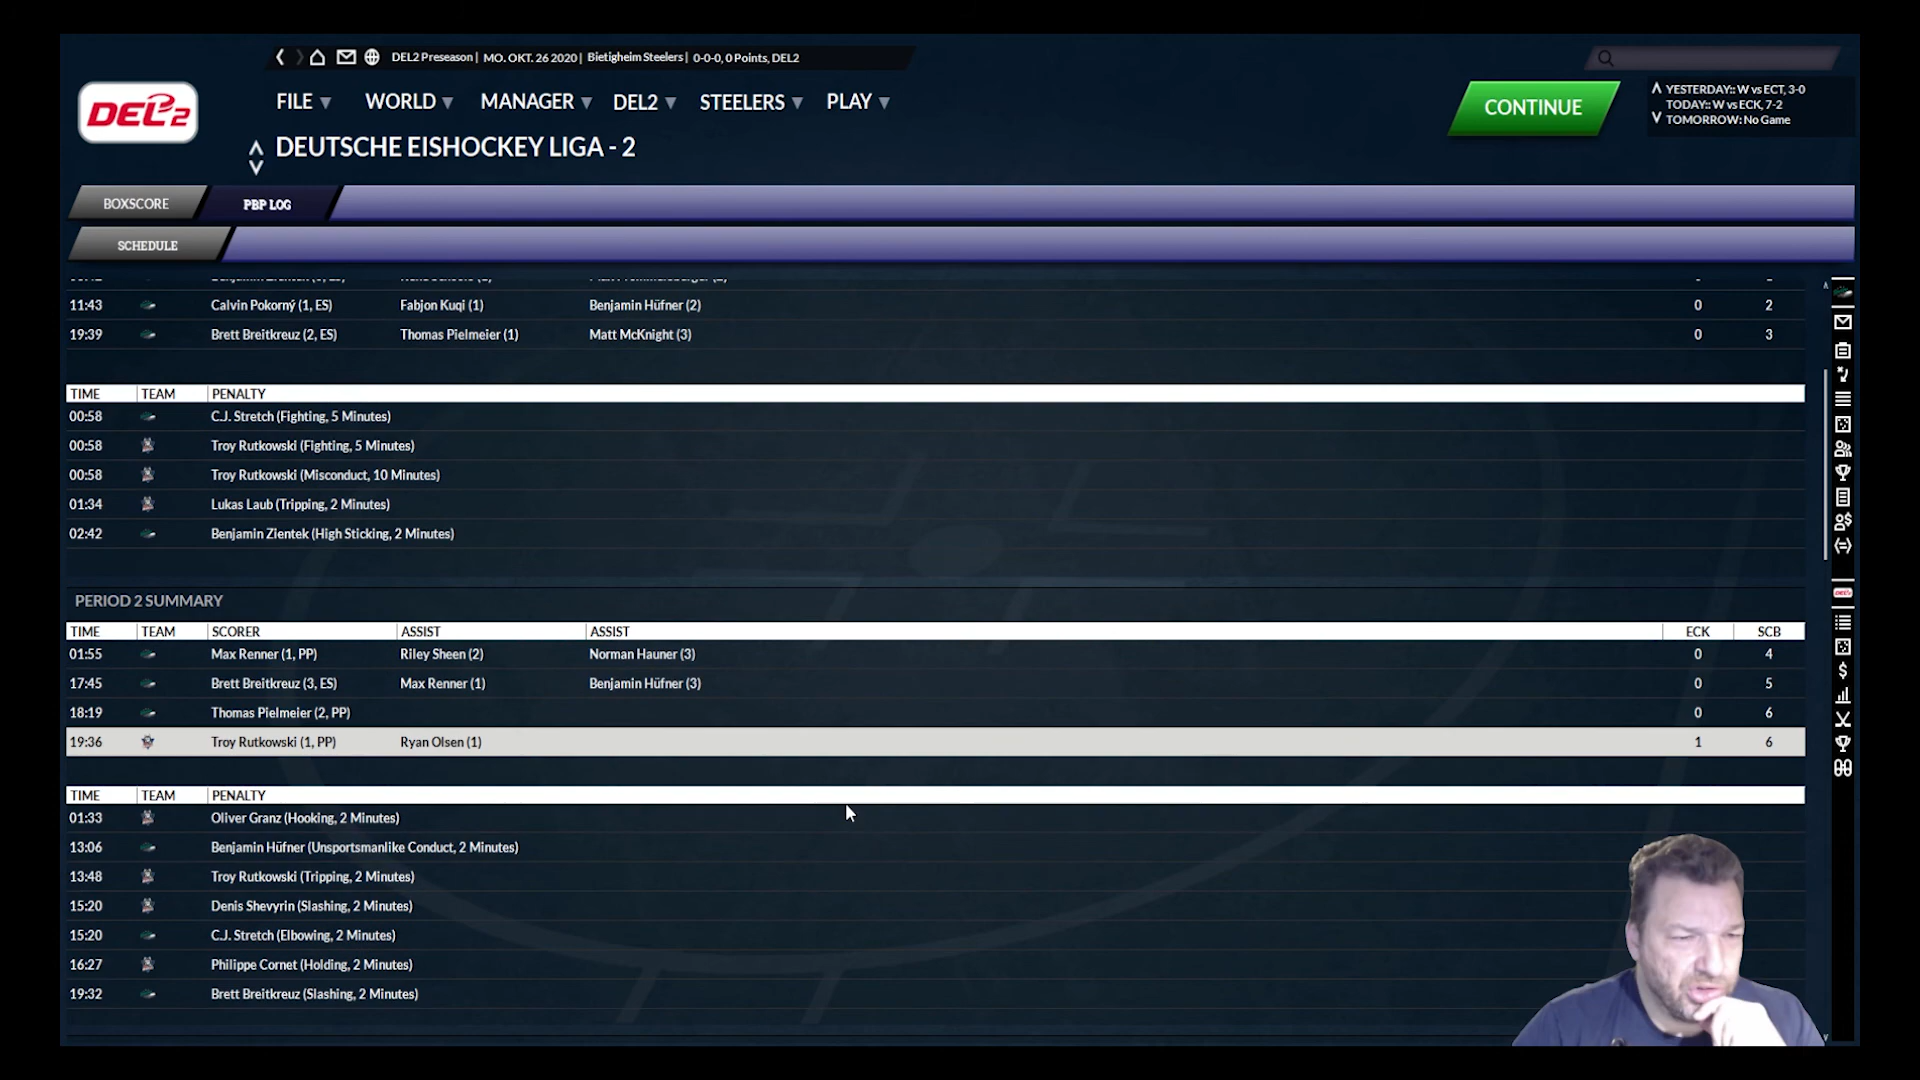 DEL2 Preseason | MO. OKT. 26 2020 | Bietigheim Steelers | 0-0-0, 0 Points, DEL2
DEL2
FILE WORLD MANAGER DEL2 STEELERS PLAY
CONTINUE
YESTERDAY:: W vs ECT, 3-0
TODAY:: W vs ECK, 7-2
TOMORROW: No Game
DEUTSCHE EISHOCKEY LIGA - 2
BOXSCORE PBP LOG
SCHEDULE
11:43 Calvin Pokorný (1, ES) Fabjon Kuqi (1) Benjamin Hüfner (2) 0 2
19:39 Brett Breitkreuz (2, ES) Thomas Pielmeier (1) Matt McKnight (3) 0 3
TIME TEAM PENALTY
00:58 C.J. Stretch (Fighting, 5 Minutes)
00:58 Troy Rutkowski (Fighting, 5 Minutes)
00:58 Troy Rutkowski (Misconduct, 10 Minutes)
01:34 Lukas Laub (Tripping, 2 Minutes)
02:42 Benjamin Zientek (High Sticking, 2 Minutes)
PERIOD 2 SUMMARY
TIME TEAM SCORER ASSIST ASSIST ECK SCB
01:55 Max Renner (1, PP) Riley Sheen (2) Norman Hauner (3) 0 4
17:45 Brett Breitkreuz (3, ES) Max Renner (1) Benjamin Hüfner (3) 0 5
18:19 Thomas Pielmeier (2, PP) 0 6
19:36 Troy Rutkowski (1, PP) Ryan Olsen (1) 1 6
TIME TEAM PENALTY
01:33 Oliver Granz (Hooking, 2 Minutes)
13:06 Benjamin Hüfner (Unsportsmanlike Conduct, 2 Minutes)
13:48 Troy Rutkowski (Tripping, 2 Minutes)
15:20 Denis Shevyrin (Slashing, 2 Minutes)
15:20 C.J. Stretch (Elbowing, 2 Minutes)
16:27 Philippe Cornet (Holding, 2 Minutes)
19:32 Brett Breitkreuz (Slashing, 2 Minutes)